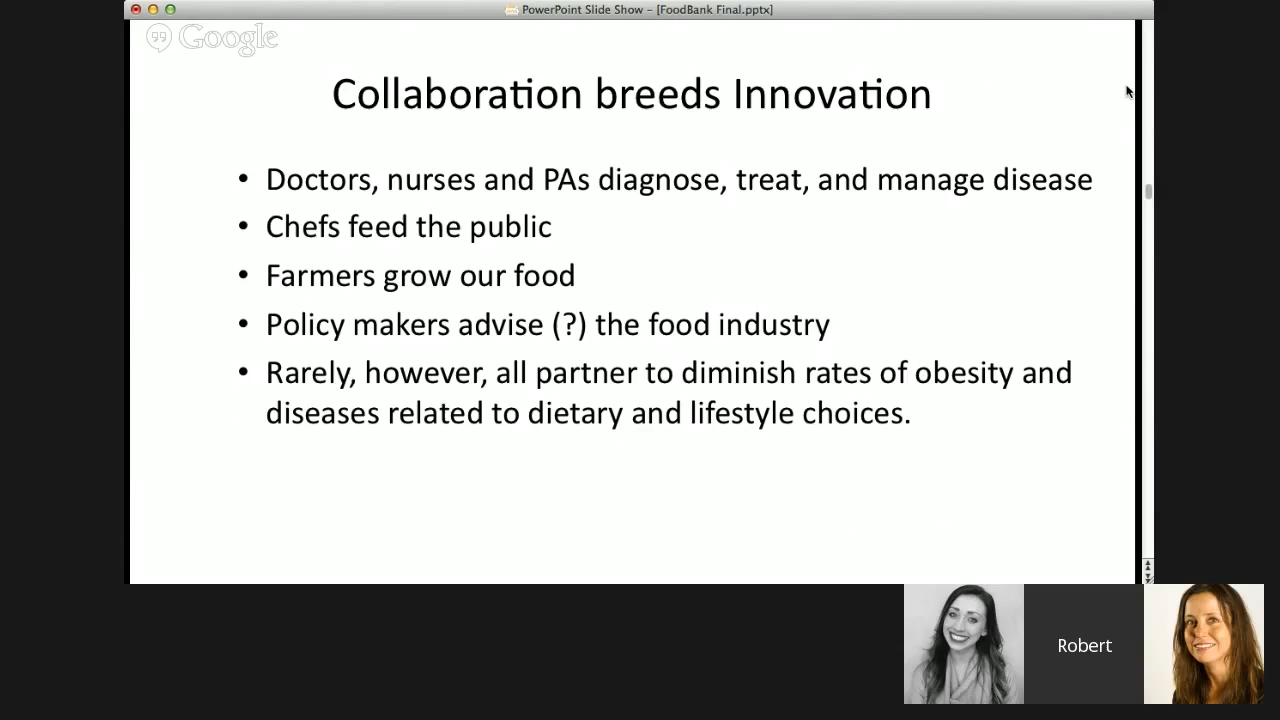 PowerPoint Slide Show - [FoodBank Final.pptx]
Google
Collaboration breeds Innovation
• Doctors, nurses and PAs diagnose, treat, and manage disease
• Chefs feed the public
• Farmers grow our food
• Policy makers advise (?) the food industry
• Rarely, however, all partner to diminish rates of obesity and
diseases related to dietary and lifestyle choices.
Robert